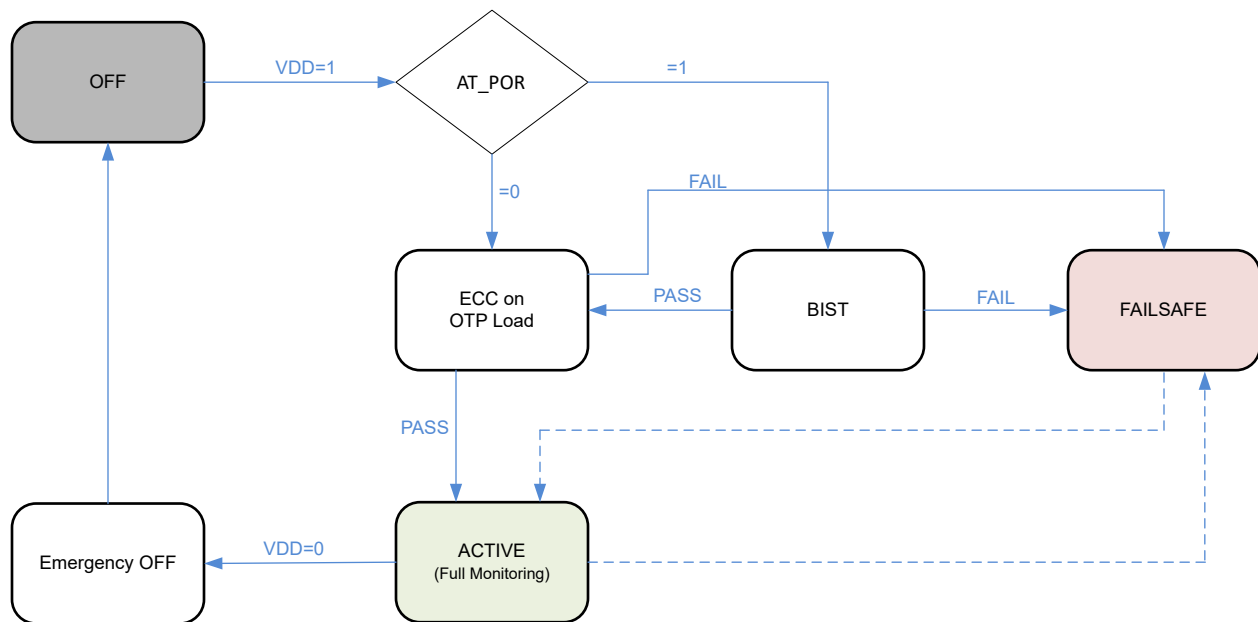 OFF
VDD=1
AT_POR
=1
=0
FAIL
ECC on
OTP Load
PASS
BIST
FAIL
FAILSAFE
PASS
Emergency OFF
VDD=0
ACTIVE
(Full Monitoring)